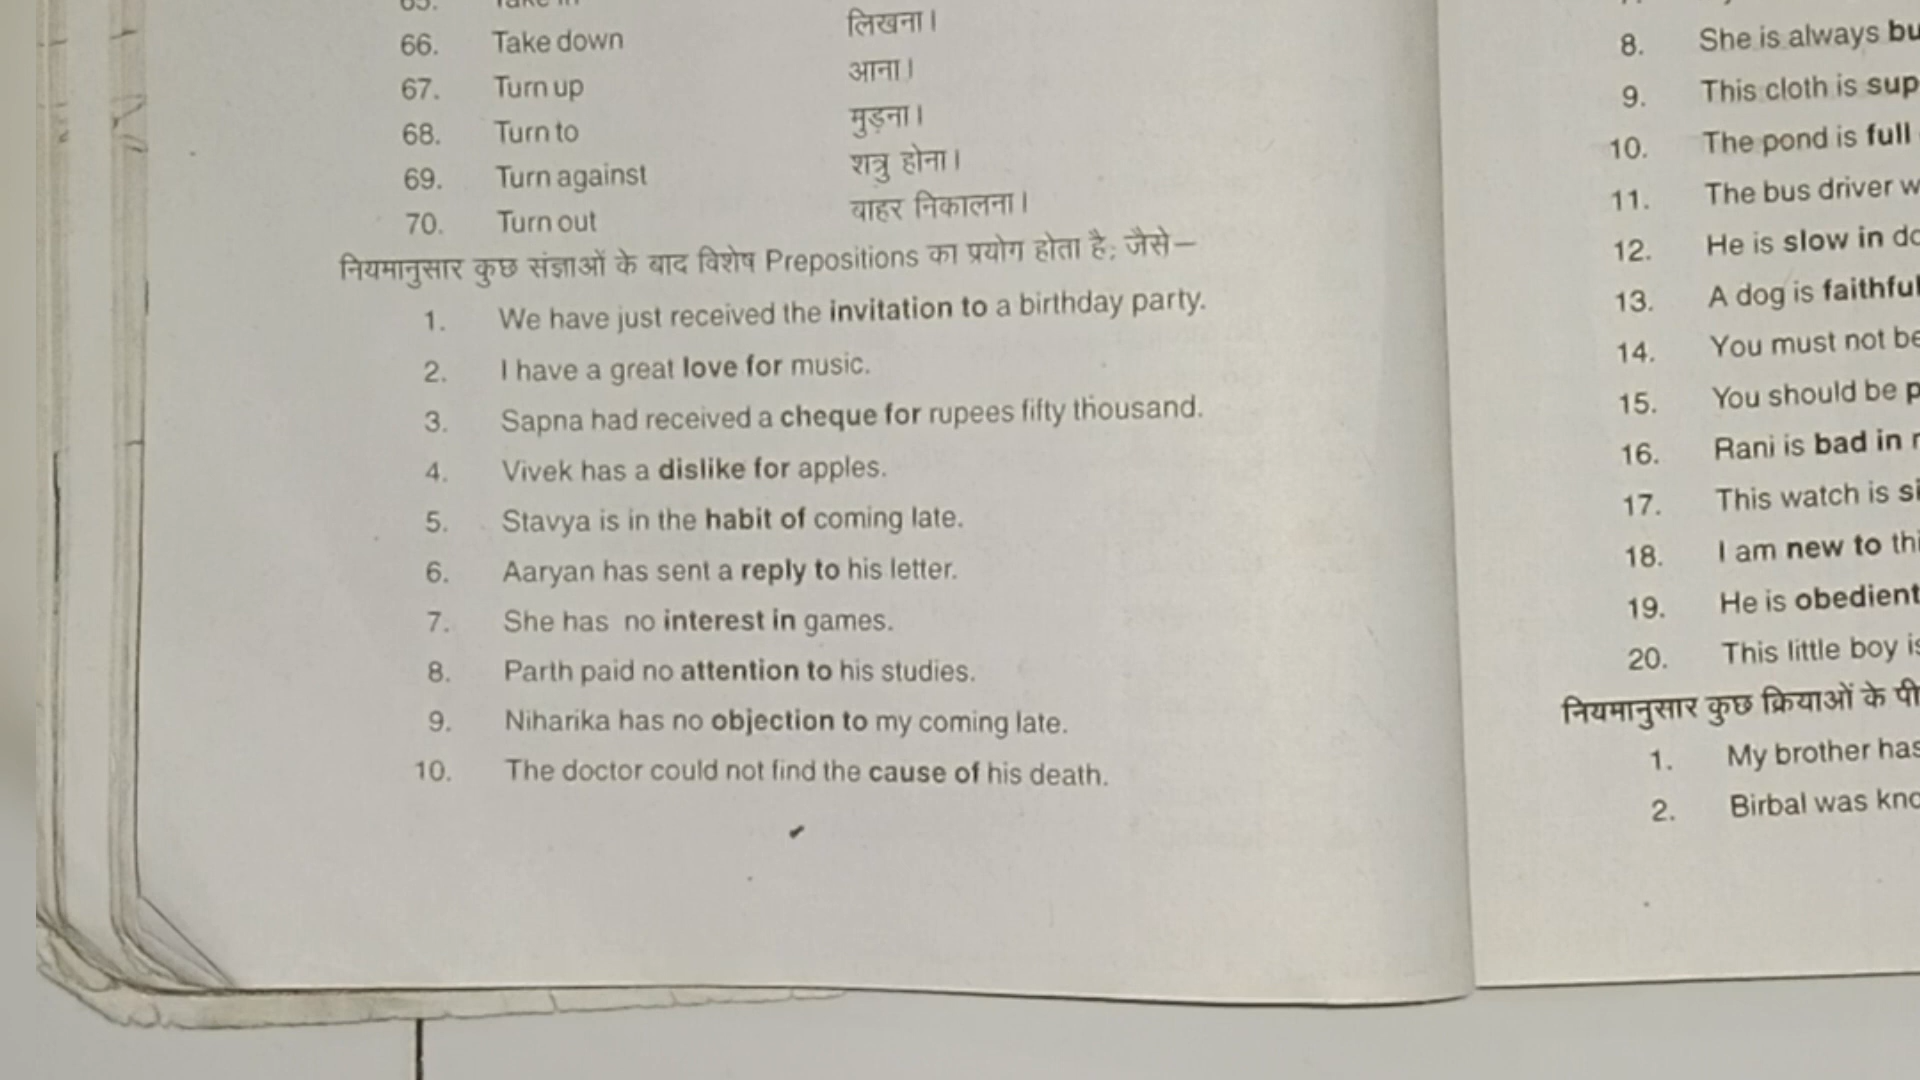 66. Take down लिखना।
67. Turn up आना।
68. Turn to मुड़ना।
69. Turn against शत्रु होना।
70. Turn out बाहर निकालना।
नियमानुसार कुछ संज्ञाओं के बाद विशेष Prepositions का प्रयोग होता है; जैसे–
1. We have just received the invitation to a birthday party.
2. I have a great love for music.
3. Sapna had received a cheque for rupees fifty thousand.
4. Vivek has a dislike for apples.
5. Stavya is in the habit of coming late.
6. Aaryan has sent a reply to his letter.
7. She has no interest in games.
8. Parth paid no attention to his studies.
9. Niharika has no objection to my coming late.
10. The doctor could not find the cause of his death.
8. She is always
9. This cloth is
10. The pond is full
11. The bus driver
12. He is slow in
13. A dog is faithful
14. You must not
15. You should be
16. Rani is bad in
17. This watch is
18. I am new to
19. He is obedient
20. This little boy
नियमानुसार कुछ क्रियाओं के
1. My brother has
2. Birbal was